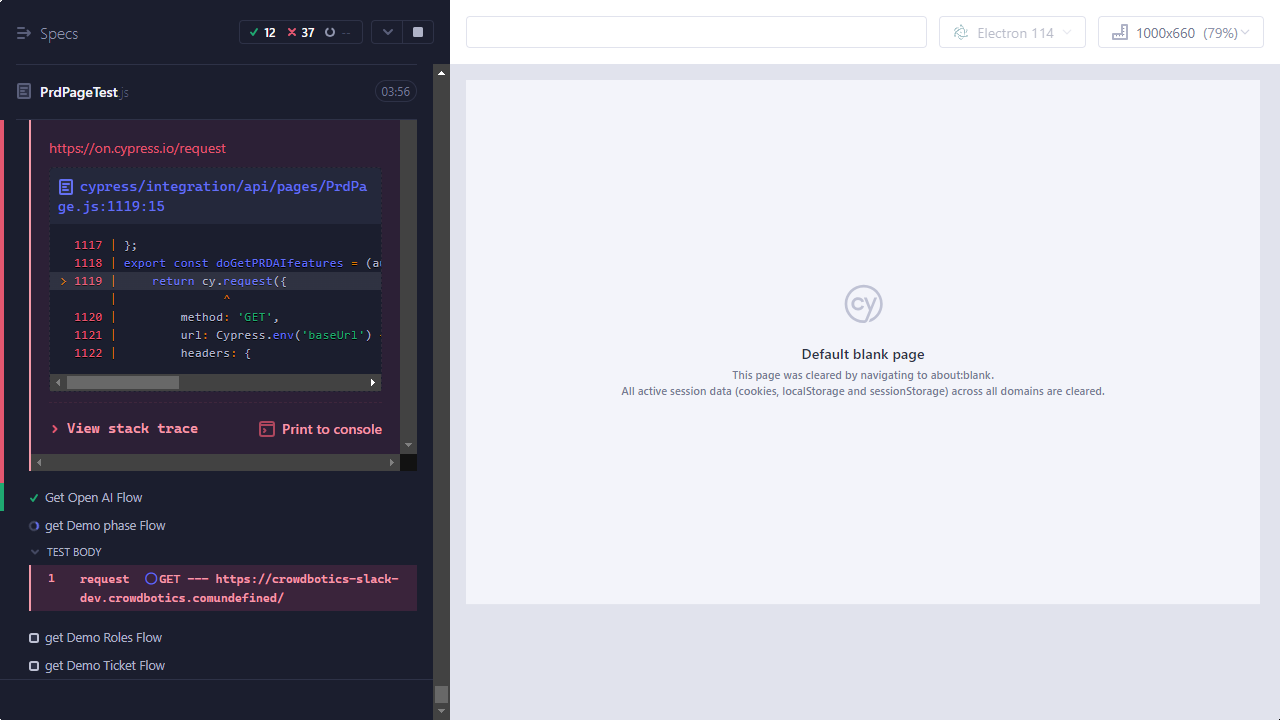 Specs
12 37 --
Electron 114
1000x660 (79%)
PrdPageTest.js
03:56
https://on.cypress.io/request
cypress/integration/api/pages/PrdPa
ge.js:1119:15
1117 | };
1118 | export const doGetPRDAIfeatures = (a
> 1119 |     return cy.request({
|               ^
1120 |         method: 'GET',
1121 |         url: Cypress.env('baseUrl')
1122 |         headers: {
> View stack trace
Print to console
Get Open AI Flow
get Demo phase Flow
TEST BODY
1 request GET --- https://crowdbotics-slack-
dev.crowdbotics.comundefined/
get Demo Roles Flow
get Demo Ticket Flow
cy
Default blank page
This page was cleared by navigating to about:blank.
All active session data (cookies, localStorage and sessionStorage) across all domains are cleared.